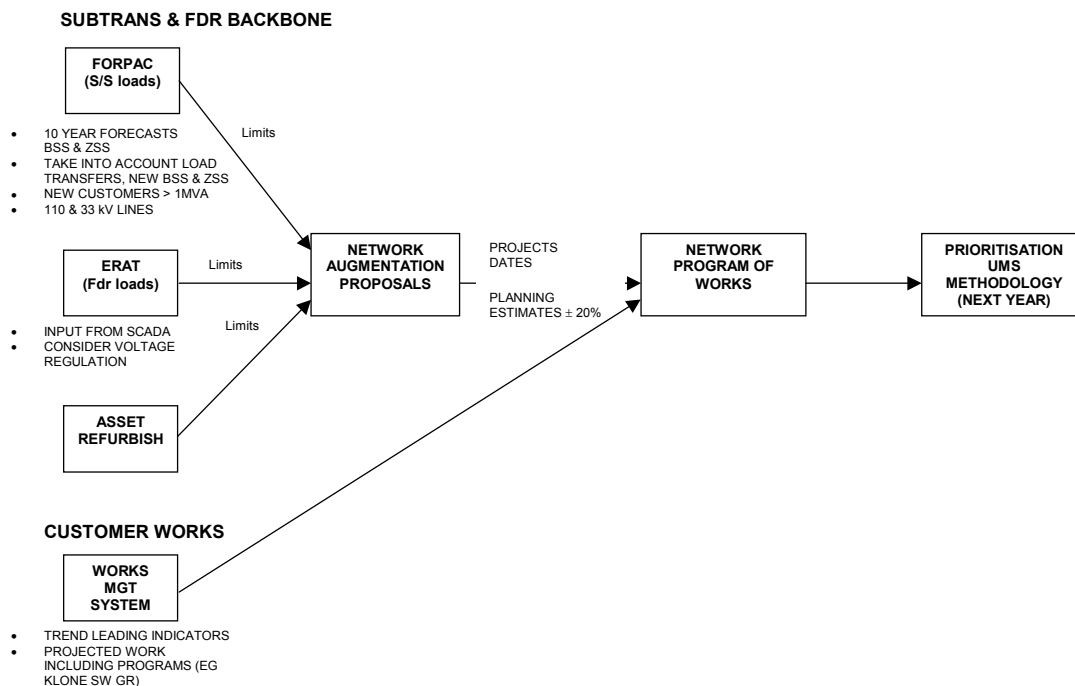 SUBTRANS & FDR BACKBONE
FORPAC
(S/S loads)
• 10 YEAR FORECASTS
BSS & ZSS
• TAKE INTO ACCOUNT LOAD
TRANSFERS, NEW BSS & ZSS
• NEW CUSTOMERS > 1MVA
• 110 & 33 kV LINES
Limits
ERAT
(Fdr loads)
Limits
• INPUT FROM SCADA
• CONSIDER VOLTAGE
REGULATION
Limits
ASSET
REFURBISH
NETWORK
AUGMENTATION
PROPOSALS
PROJECTS
DATES
PLANNING
ESTIMATES ± 20%
NETWORK
PROGRAM OF
WORKS
PRIORITISATION
UMS
METHODOLOGY
(NEXT YEAR)
CUSTOMER WORKS
WORKS
MGT
SYSTEM
• TREND LEADING INDICATORS
• PROJECTED WORK
INCLUDING PROGRAMS (EG
KLONE SW GR)